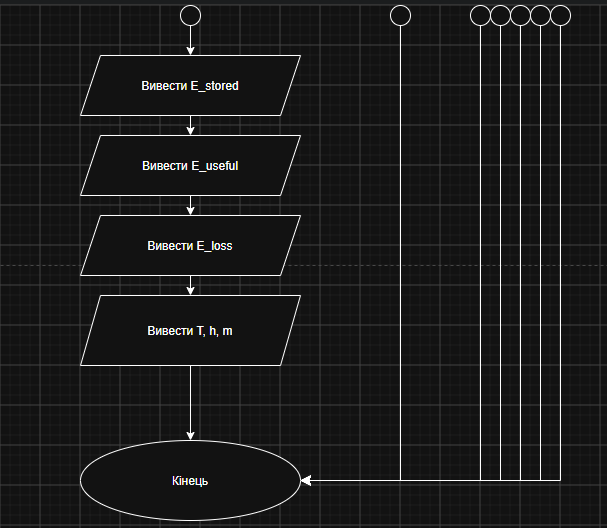 Вивести E_stored
Вивести E_useful
Вивести E_loss
Вивести T, h, m
Кінець